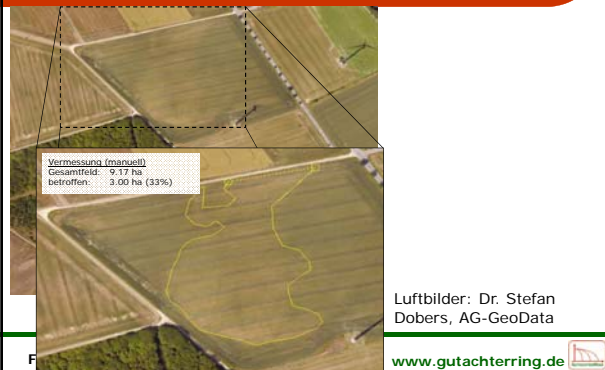 Vermessung (manuell)
Gesamtfeld: 9.17 ha
betroffen: 3.00 ha (33%)
Luftbilder: Dr. Stefan
Dobers, AG-GeoData
F
www.gutachterring.de